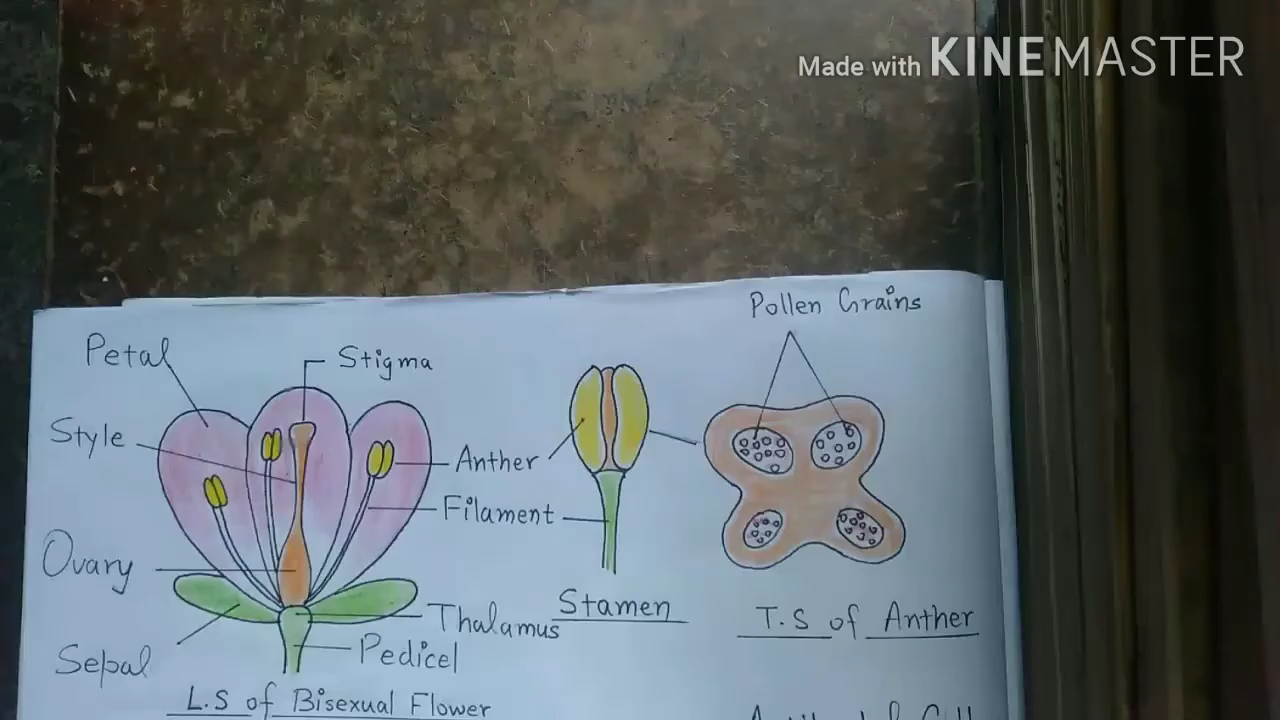 Made with KINEMASTER
Pollen Grains
Petal
Stigma
Style
Anther
Filament
Ovary
Thalamus
Sepal
Pedicel
Stamen
T.S of Anther
L.S of Bisexual Flower